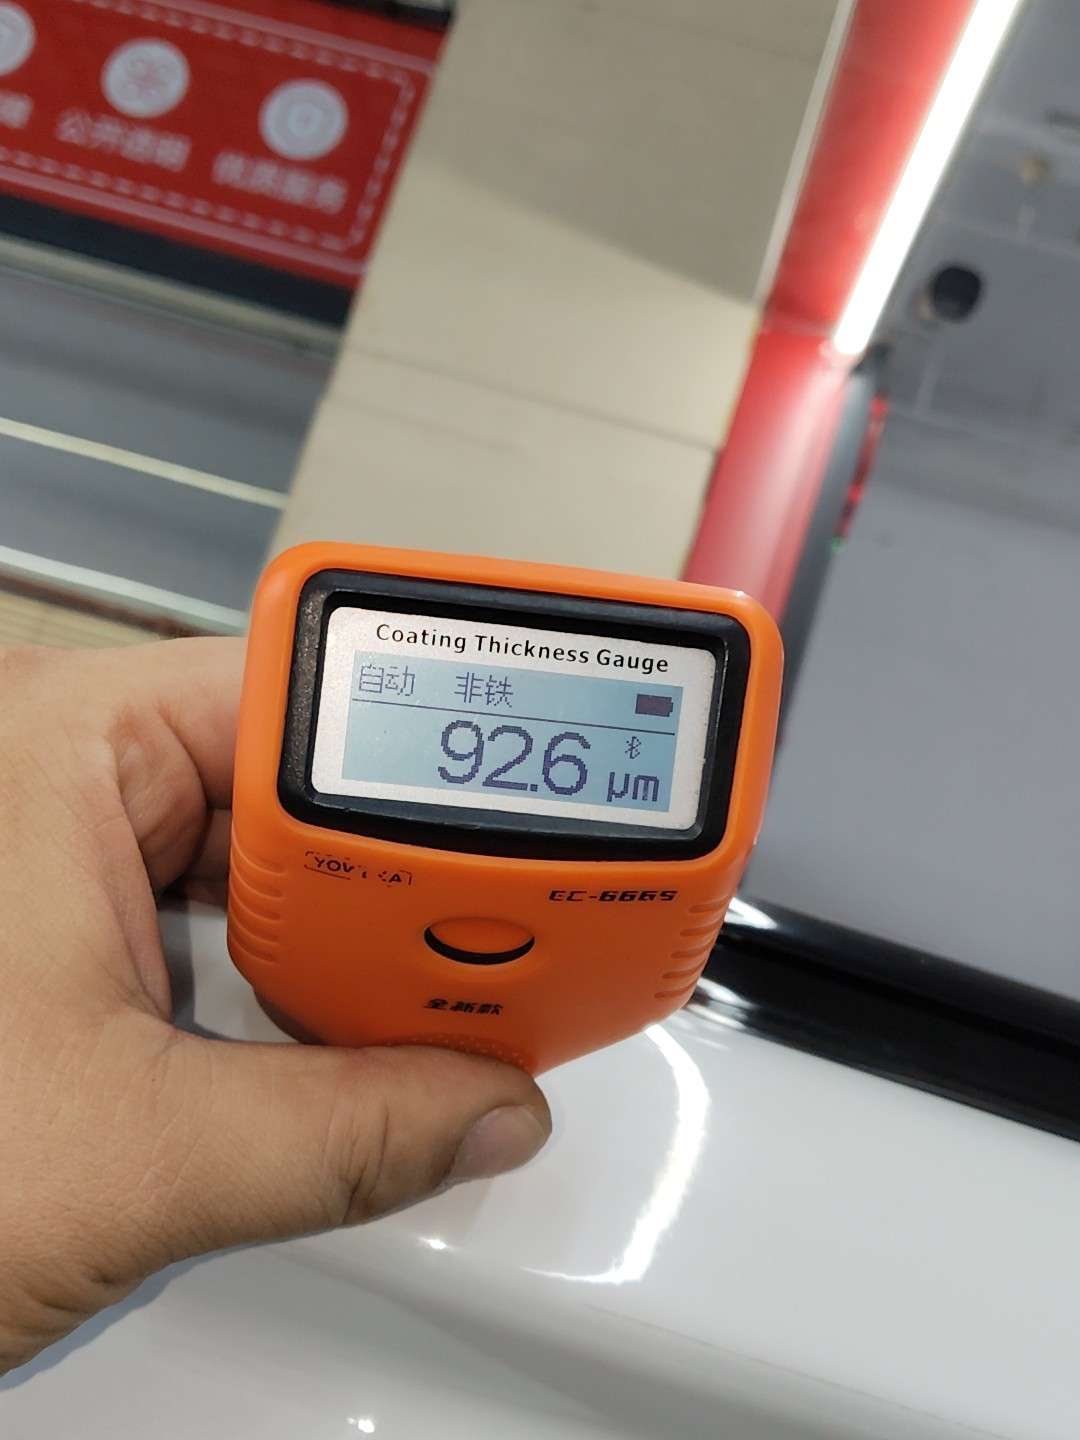 公开透明
优质服务
Coating Thickness Gauge
自动 非铁
92.6 μm
EC-666S
全新款